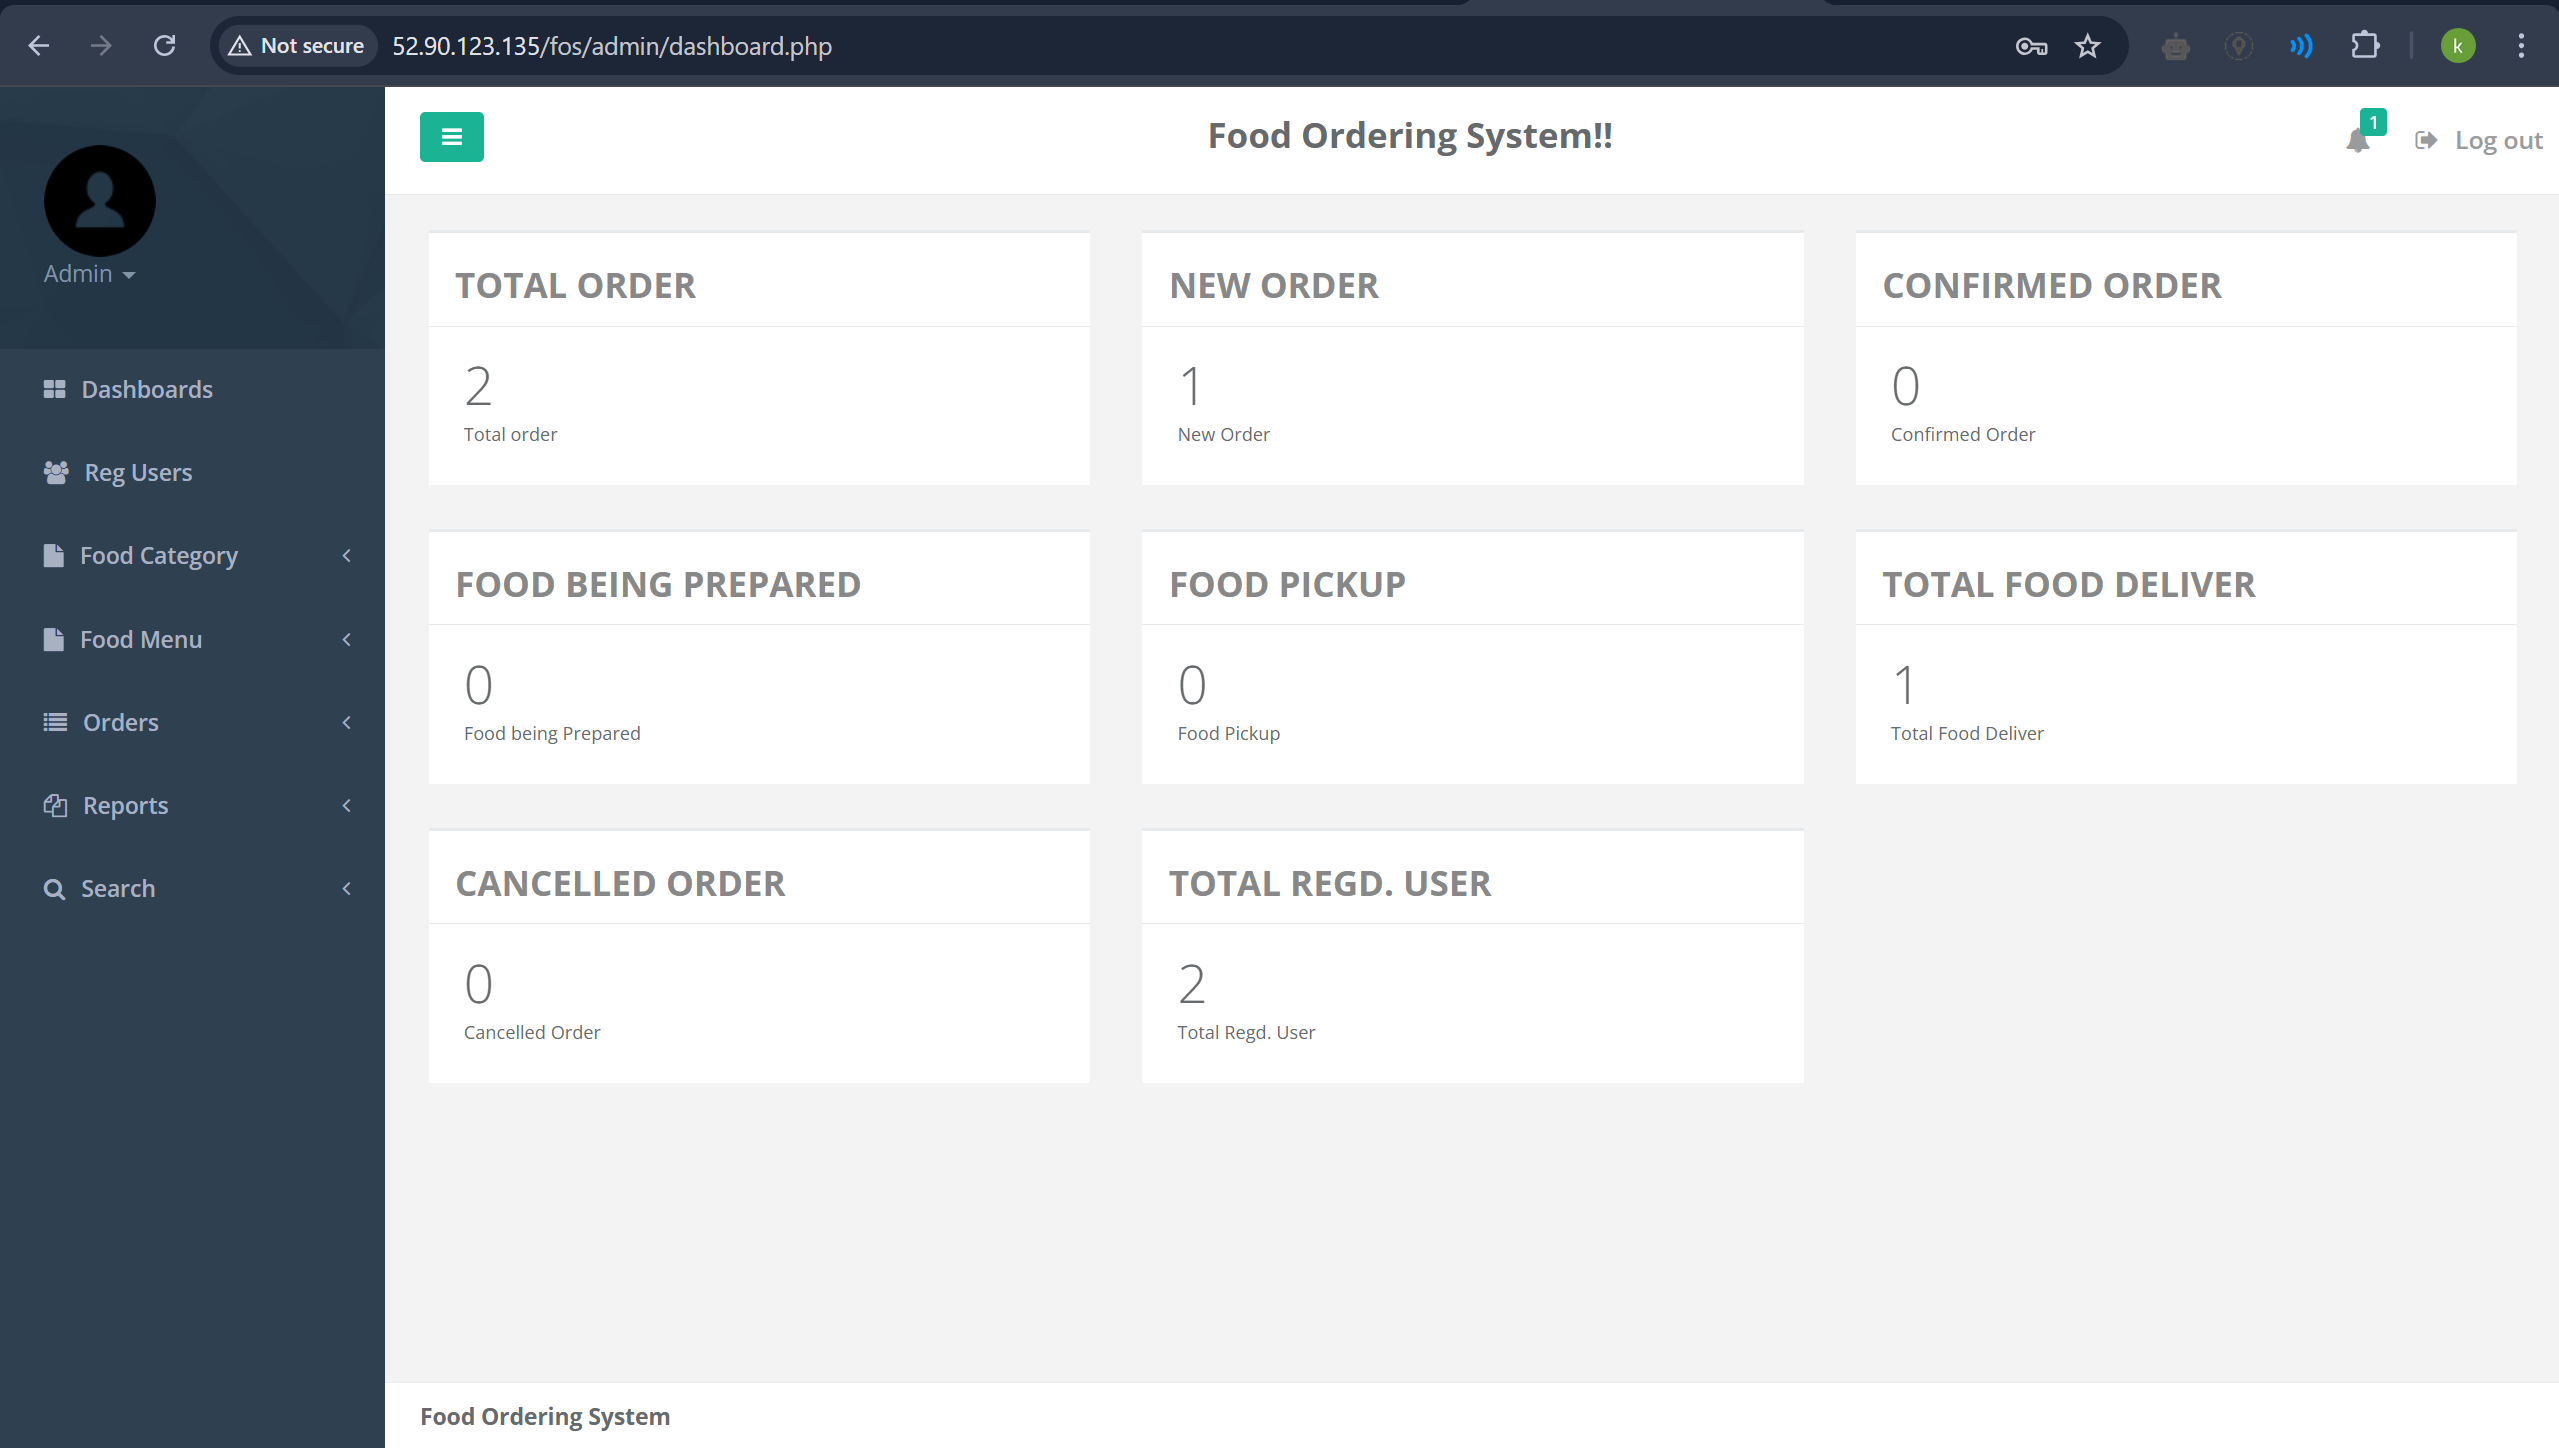 Not secure 52.90.123.135/fos/admin/dashboard.php k
Food Ordering System!! 1 Log out
Admin
Dashboards
Reg Users
Food Category
Food Menu
Orders
Reports
Search
TOTAL ORDER
2
Total order
NEW ORDER
1
New Order
CONFIRMED ORDER
0
Confirmed Order
FOOD BEING PREPARED
0
Food being Prepared
FOOD PICKUP
0
Food Pickup
TOTAL FOOD DELIVER
1
Total Food Deliver
CANCELLED ORDER
0
Cancelled Order
TOTAL REGD. USER
2
Total Regd. User
Food Ordering System